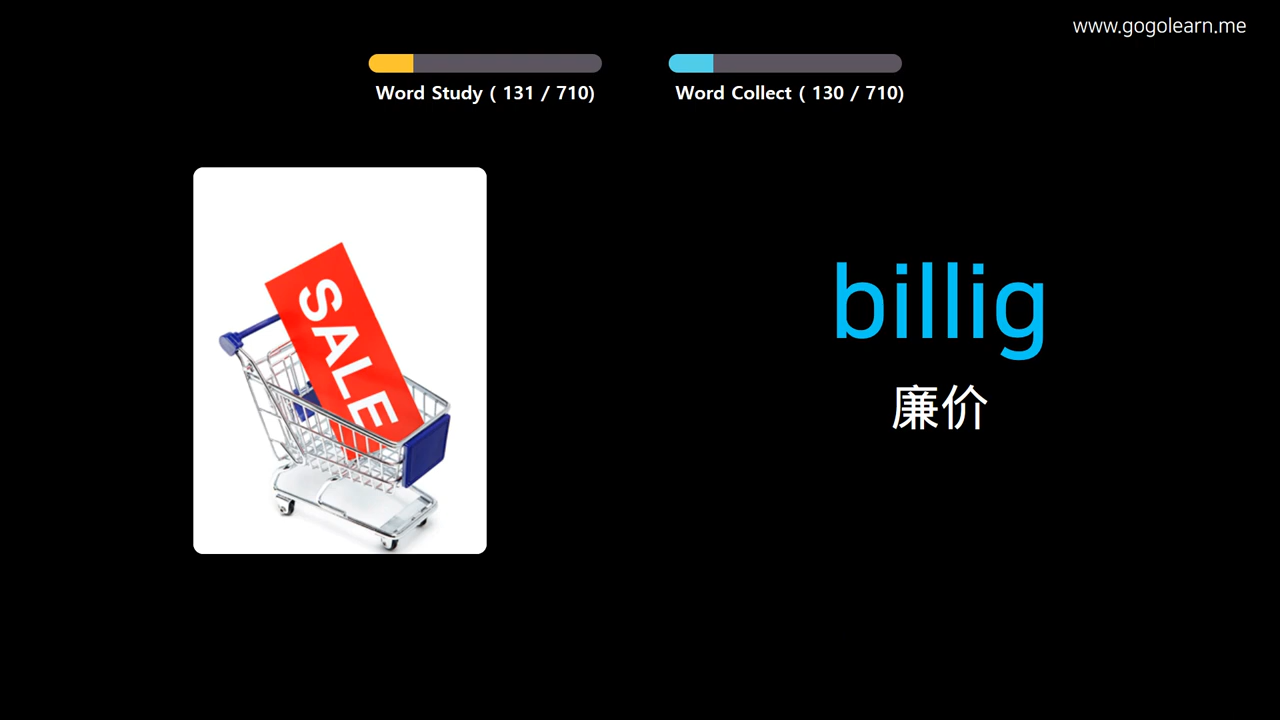 www.gogolearn.me
Word Study ( 131 / 710)
Word Collect ( 130 / 710)
SALE
billig
廉价